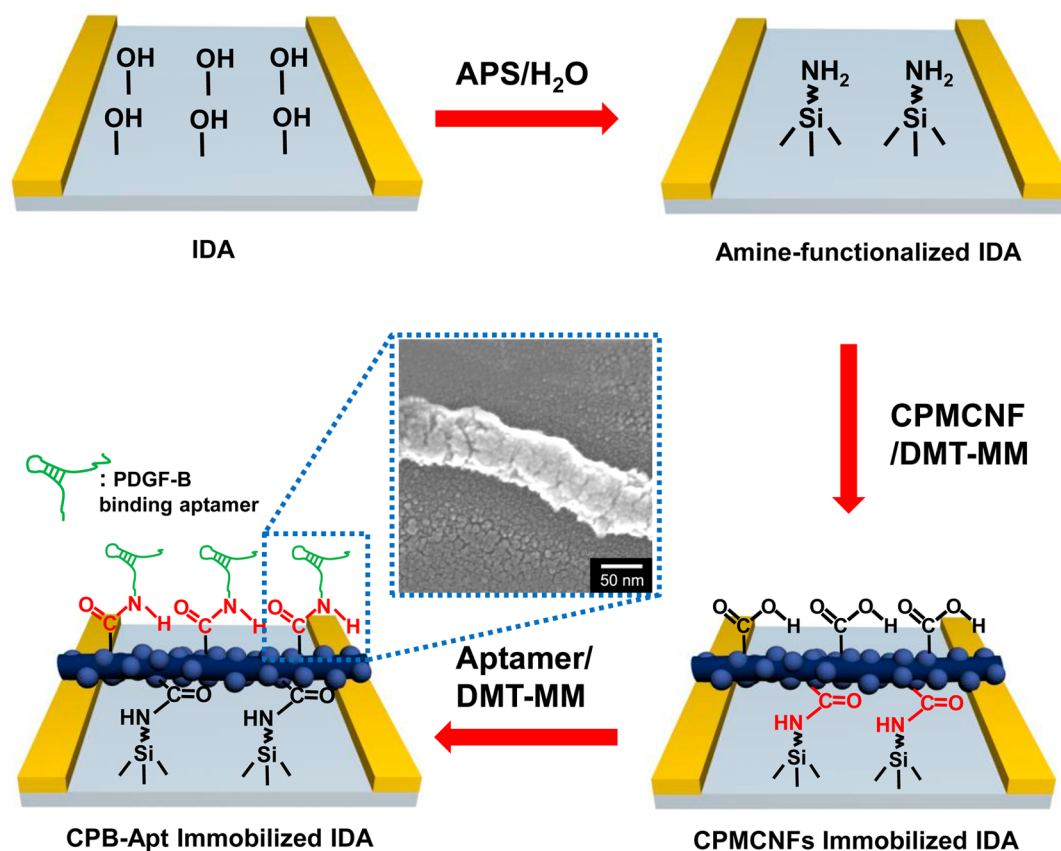 OH OH OH
OH OH OH
IDA
APS/H₂O
NH₂ NH₂
Si Si
Amine-functionalized IDA
CPMCNF
/DMT-MM
: PDGF-B
binding aptamer
50 nm
O N H N H N H
C O C O C
C=O C=O
HN HN
Si Si
CPB-Apt Immobilized IDA
Aptamer/
DMT-MM
O O H O O H O O H
C C C
C=O C=O
HN HN
Si Si
CPMCNFs Immobilized IDA